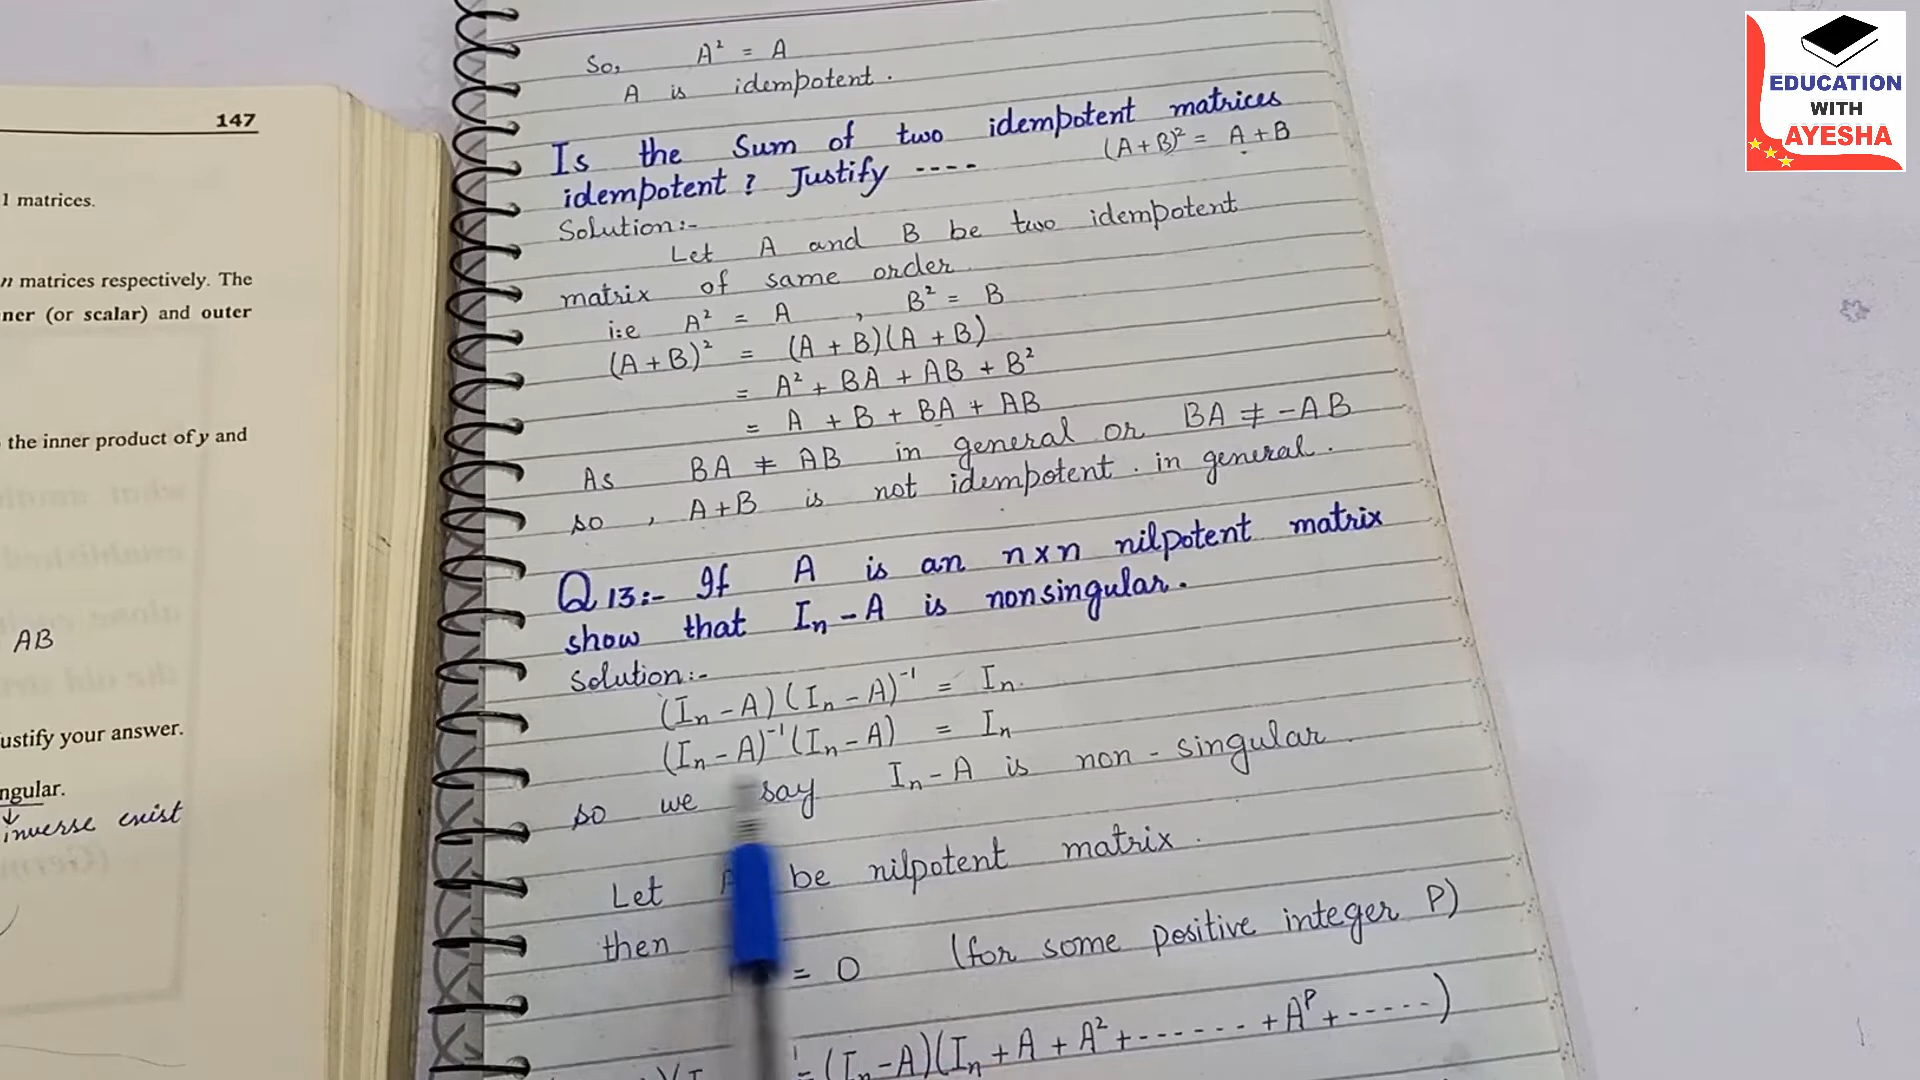 147
1 matrices.
n matrices respectively. The
ner (or scalar) and outer
the inner product of y and
AB
ustify your answer.
ngular.
↓
inverse exist
So, A² = A
A is idempotent.
Is the Sum of two idempotent matrices
idempotent? Justify ---- (A+B)² = A+B
Solution:-
Let A and B be two idempotent
matrix of same order
i:e A² = A , B² = B
(A+B)² = (A+B)(A+B)
= A² + BA + AB + B²
= A + B + BA + AB
As BA ≠ AB in general or BA ≠ -AB
so, A+B is not idempotent. in general.
Q13:- If A is an n×n nilpotent matrix
show that Iₙ-A is nonsingular.
Solution:-
(Iₙ-A)(Iₙ-A)⁻¹ = Iₙ
(Iₙ-A)⁻¹(Iₙ-A) = Iₙ
so we say Iₙ-A is non-singular
Let be nilpotent matrix.
then = 0 (for some positive integer P)
= (Iₙ-A)(Iₙ+A+A²+------+Aᴾ+-----)
EDUCATION
WITH
AYESHA